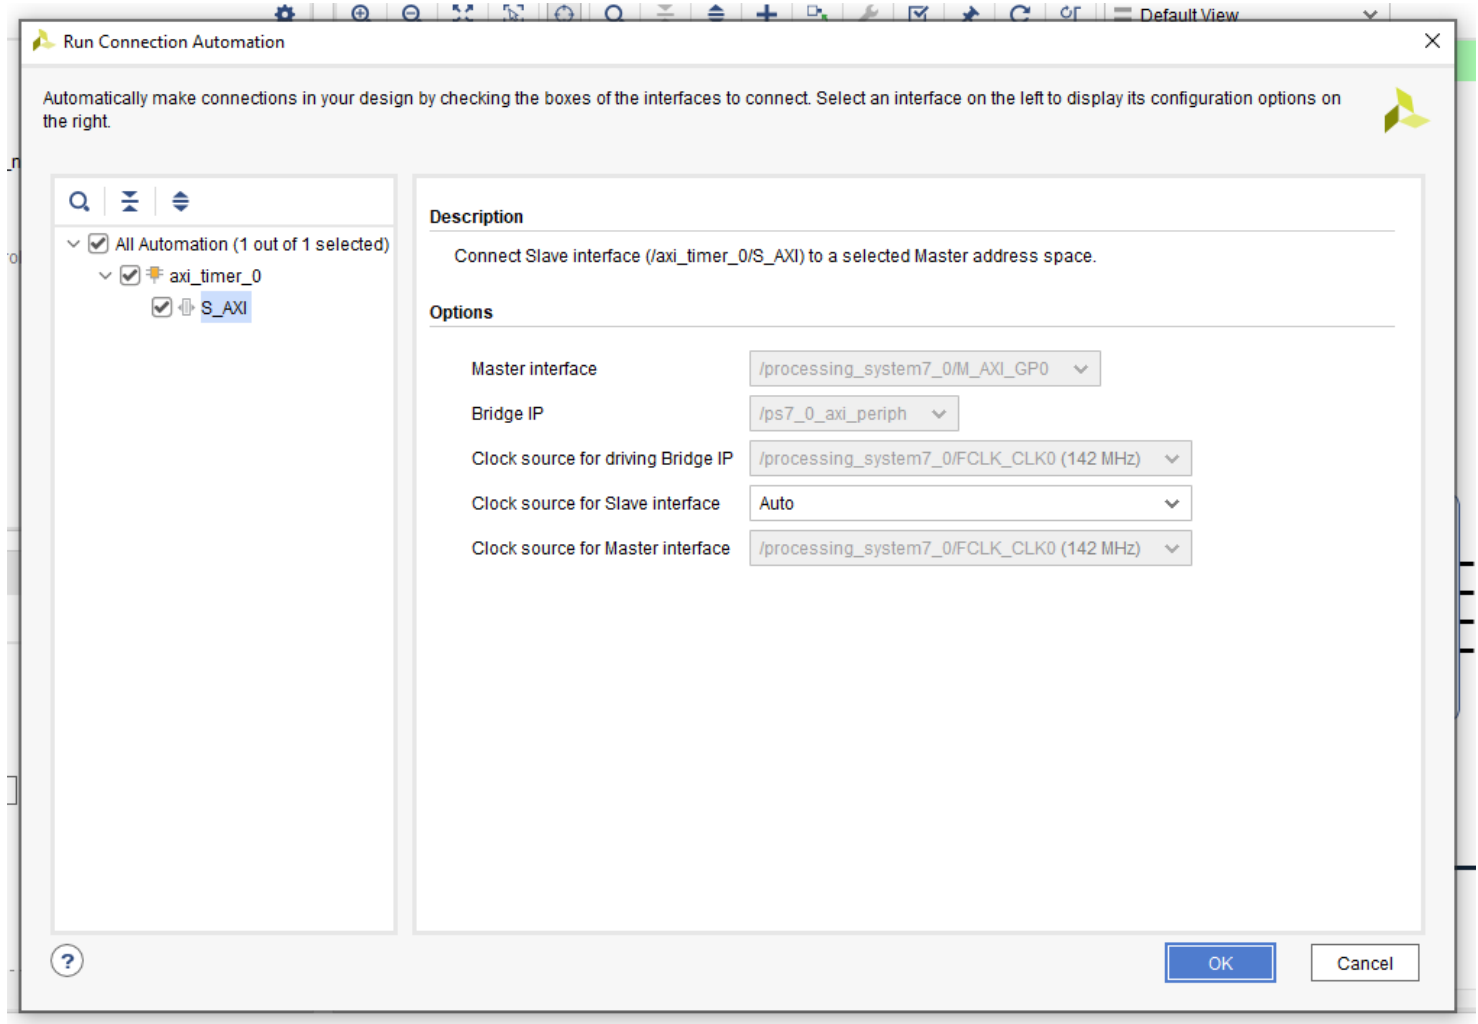 Default View
Run Connection Automation
Automatically make connections in your design by checking the boxes of the interfaces to connect. Select an interface on the left to display its configuration options on
the right.
All Automation (1 out of 1 selected)
axi_timer_0
S_AXI
Description
Connect Slave interface (/axi_timer_0/S_AXI) to a selected Master address space.
Options
Master interface /processing_system7_0/M_AXI_GP0
Bridge IP /ps7_0_axi_periph
Clock source for driving Bridge IP /processing_system7_0/FCLK_CLK0 (142 MHz)
Clock source for Slave interface Auto
Clock source for Master interface /processing_system7_0/FCLK_CLK0 (142 MHz)
? OK Cancel